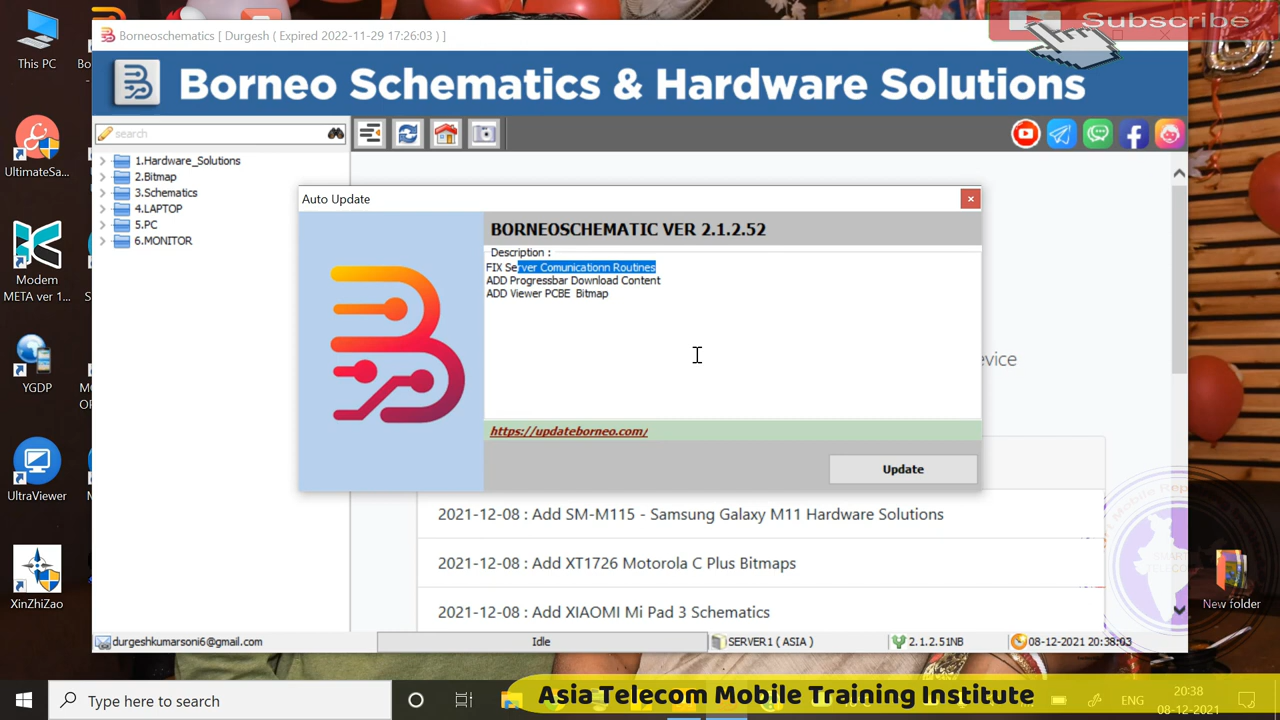 Subscribe
Borneoschematics [ Durgesh ( Expired 2022-11-29 17:26:03 ) ]
Borneo Schematics & Hardware Solutions
search
This PC
UltimateSa...
Modem
META ver 1...
YGDP
UltraViewer
XinZhiZao
1.Hardware_Solutions
2.Bitmap
3.Schematics
4.LAPTOP
5.PC
6.MONITOR
Auto Update
BORNEOSCHEMATIC VER 2.1.2.52
Description :
FIX Server Comunicationn Routines
ADD Progressbar Download Content
ADD Viewer PCBE Bitmap
https://updateborneo.com/
Update
evice
2021-12-08 : Add SM-M115 - Samsung Galaxy M11 Hardware Solutions
2021-12-08 : Add XT1726 Motorola C Plus Bitmaps
2021-12-08 : Add XIAOMI Mi Pad 3 Schematics
New folder
durgeshkumarsoni6@gmail.com
Idle
SERVER1 ( ASIA )
2.1.2.51NB
08-12-2021 20:38:03
Type here to search
Asia Telecom Mobile Training Institute
ENG
20:38
08-12-2021